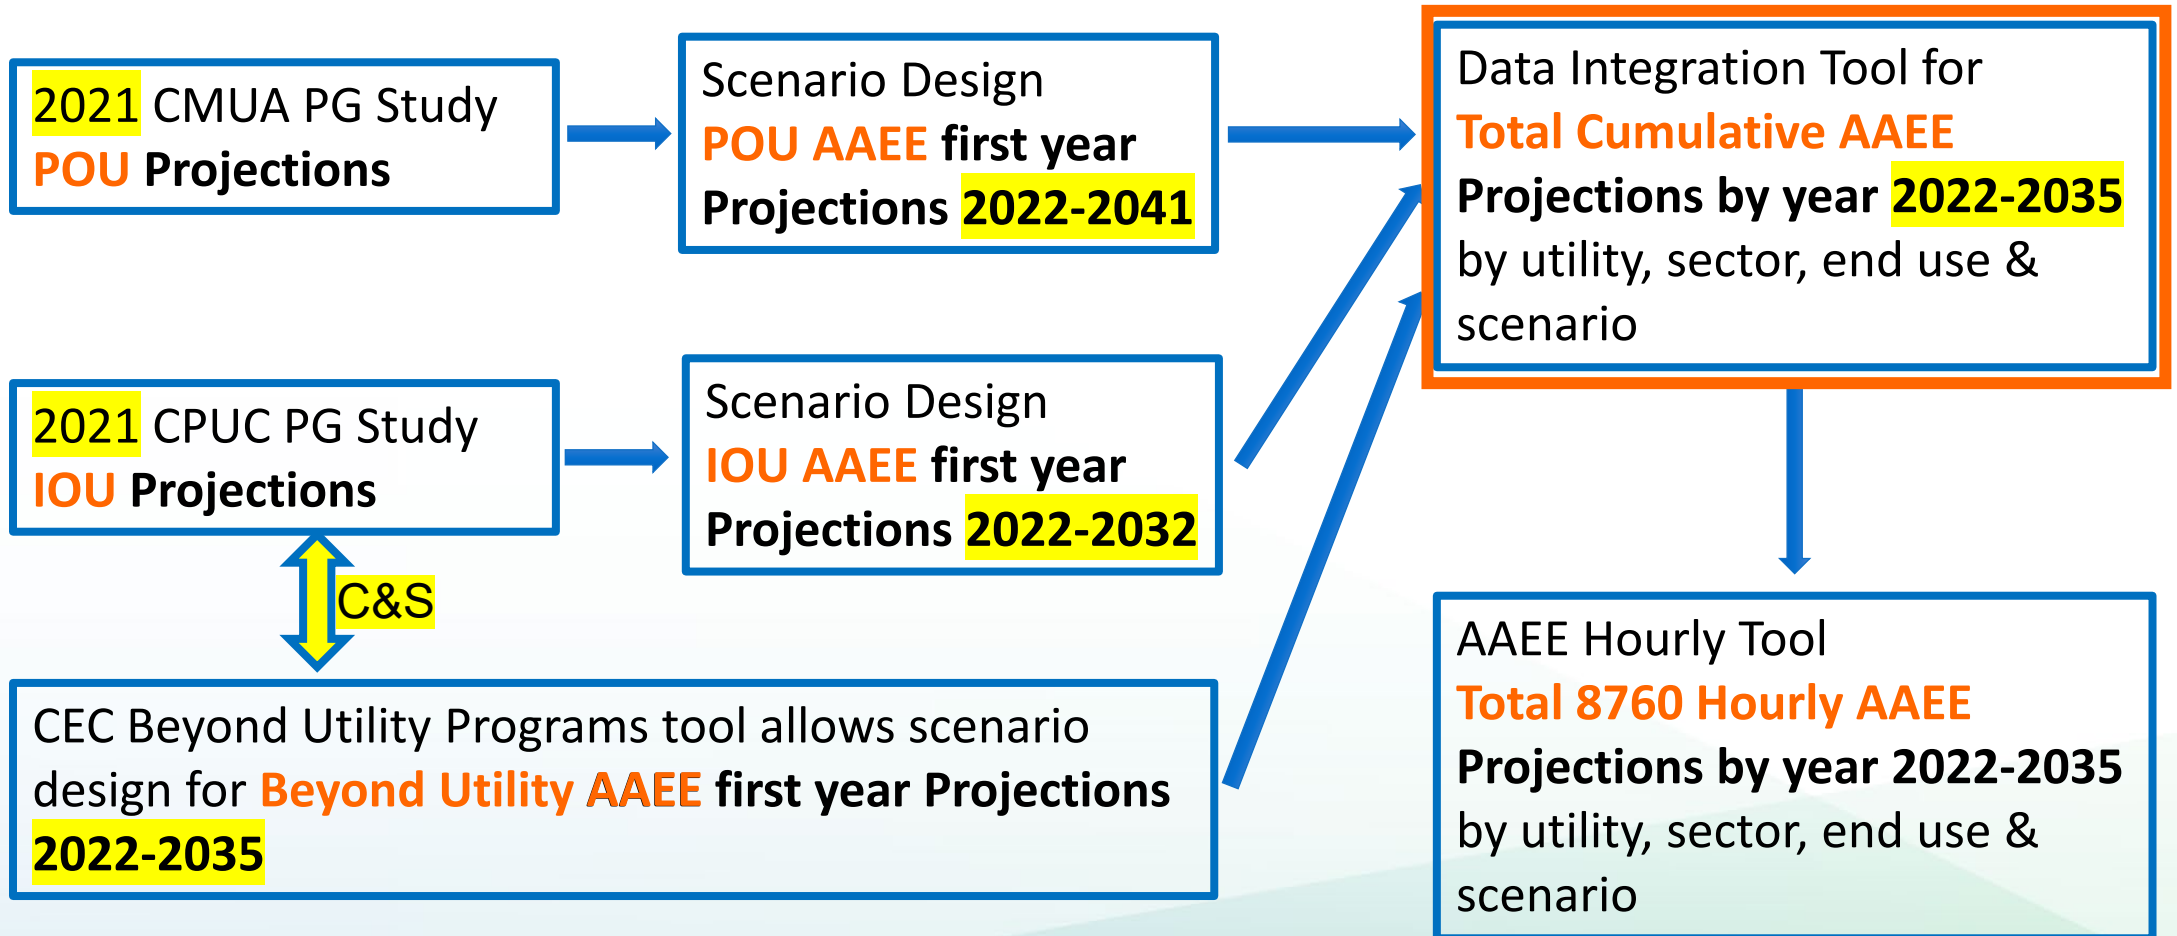 2021 CMUA PG Study
POU Projections
Scenario Design
POU AAEE first year
Projections 2022-2041
Data Integration Tool for
Total Cumulative AAEE
Projections by year 2022-2035
by utility, sector, end use &
scenario
2021 CPUC PG Study
IOU Projections
Scenario Design
IOU AAEE first year
Projections 2022-2032
C&S
CEC Beyond Utility Programs tool allows scenario
design for Beyond Utility AAEE first year Projections
2022-2035
AAEE Hourly Tool
Total 8760 Hourly AAEE
Projections by year 2022-2035
by utility, sector, end use &
scenario